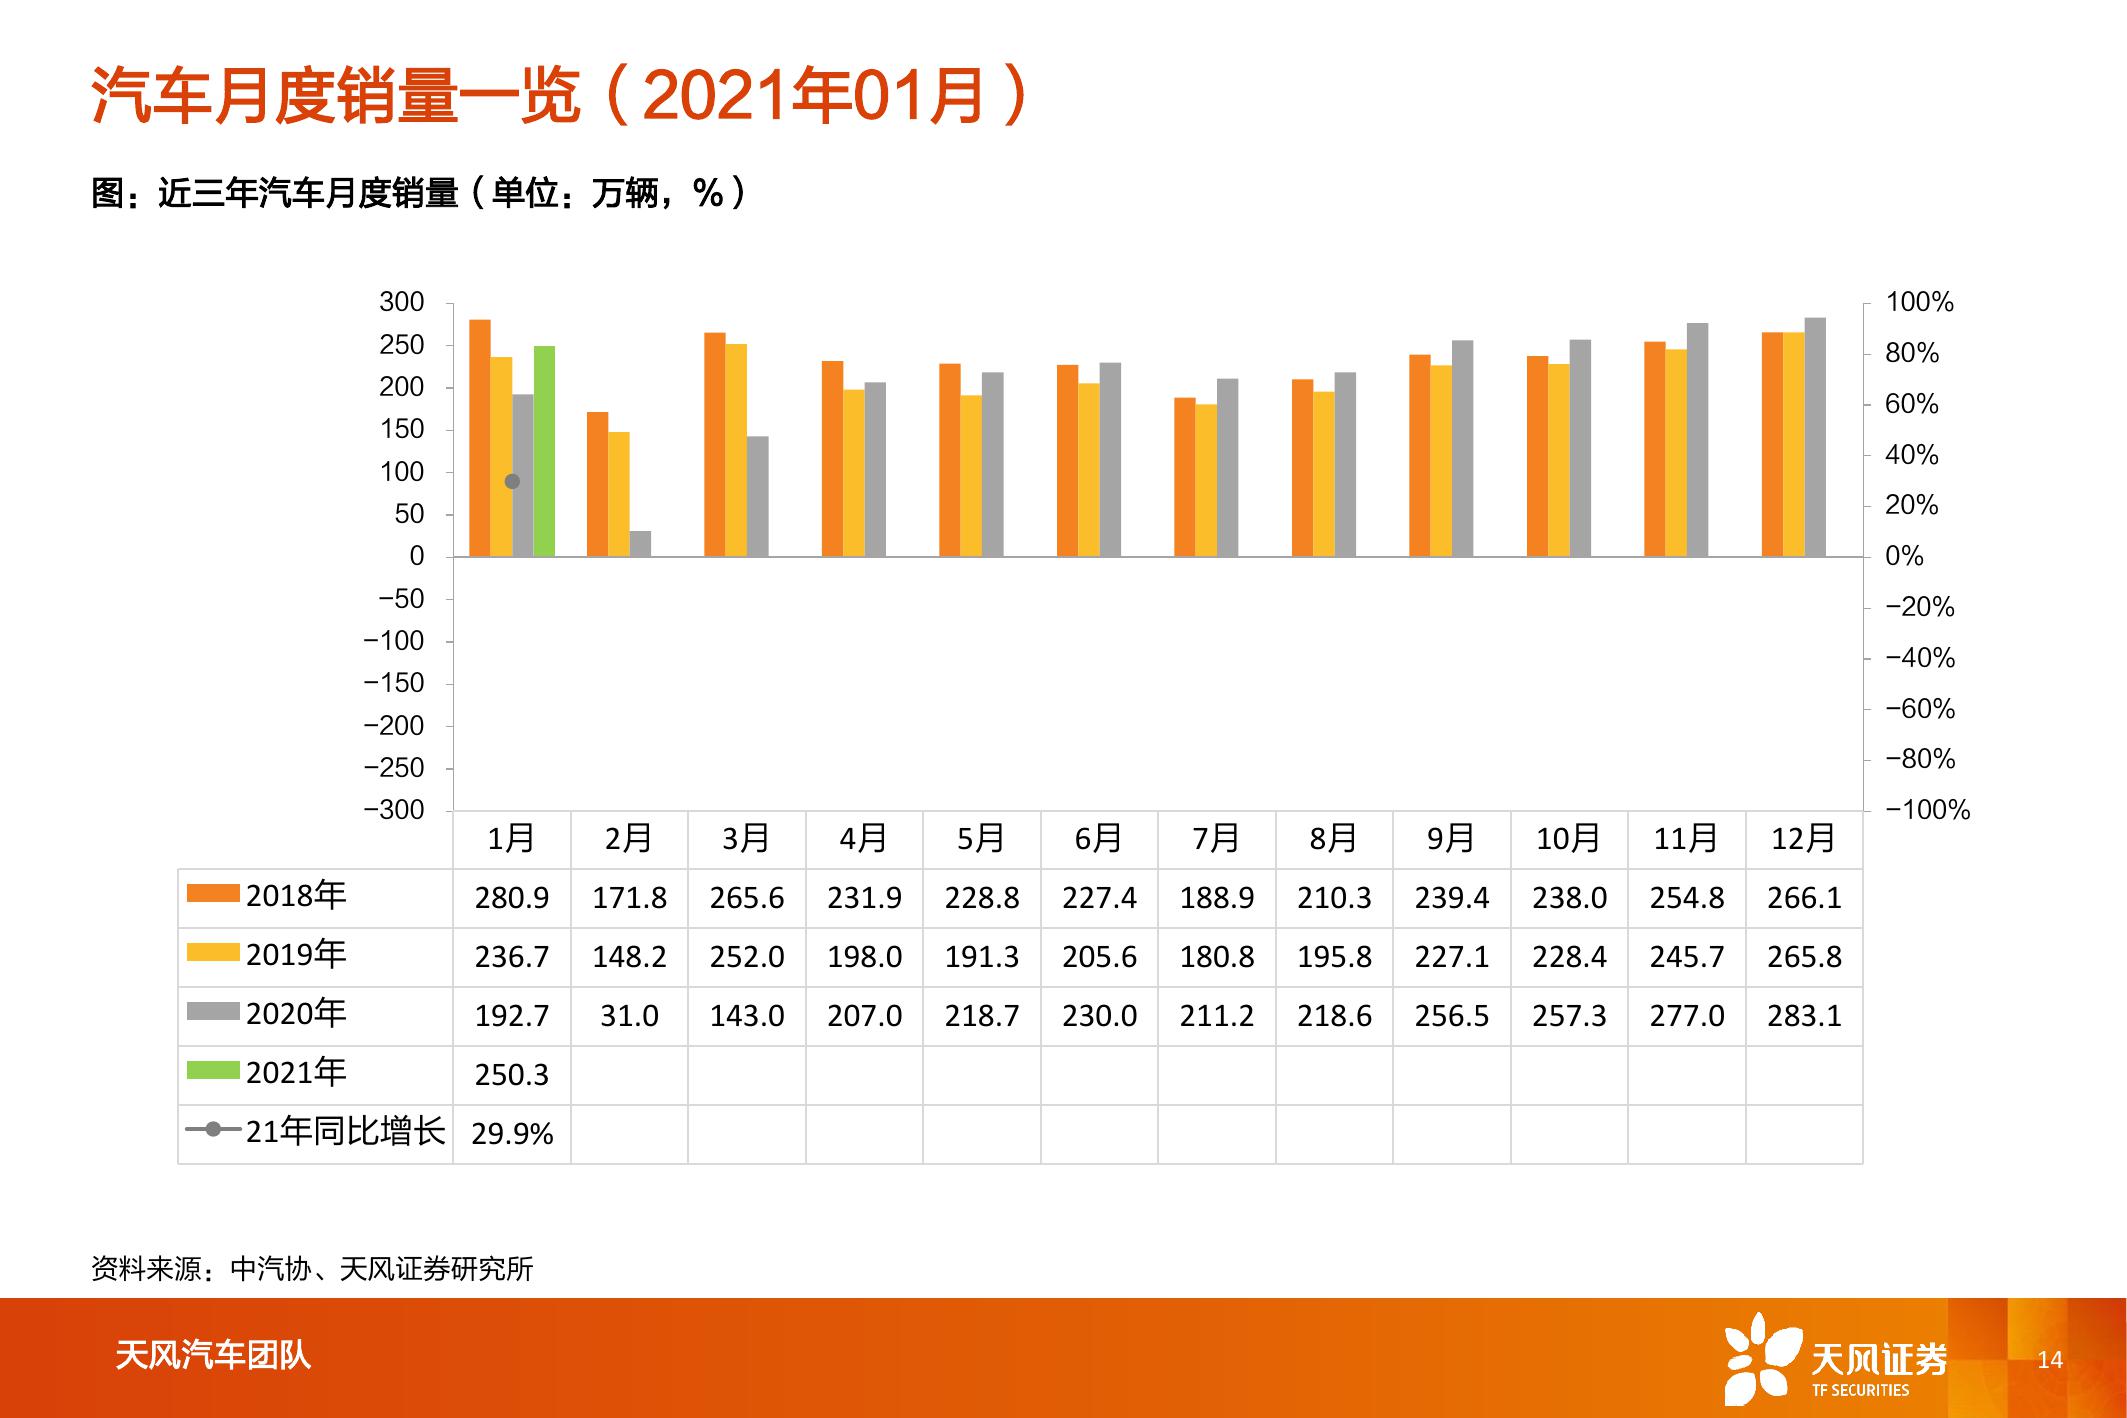 汽车月度销量一览（2021年01月）
图：近三年汽车月度销量（单位：万辆，%）
300
250
200
150
100
50
0
−50
−100
−150
−200
−250
−300
100%
80%
60%
40%
20%
0%
−20%
−40%
−60%
−80%
−100%
1月 2月 3月 4月 5月 6月 7月 8月 9月 10月 11月 12月
2018年 280.9 171.8 265.6 231.9 228.8 227.4 188.9 210.3 239.4 238.0 254.8 266.1
2019年 236.7 148.2 252.0 198.0 191.3 205.6 180.8 195.8 227.1 228.4 245.7 265.8
2020年 192.7 31.0 143.0 207.0 218.7 230.0 211.2 218.6 256.5 257.3 277.0 283.1
2021年 250.3
21年同比增长 29.9%
资料来源：中汽协、天风证券研究所
天风汽车团队
天风证券
TF SECURITIES
14